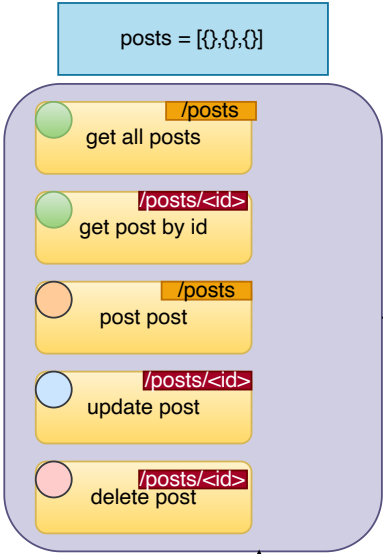 posts = [{},{},{}]
/posts
get all posts
/posts/<id>
get post by id
/posts
post post
/posts/<id>
update post
/posts/<id>
delete post